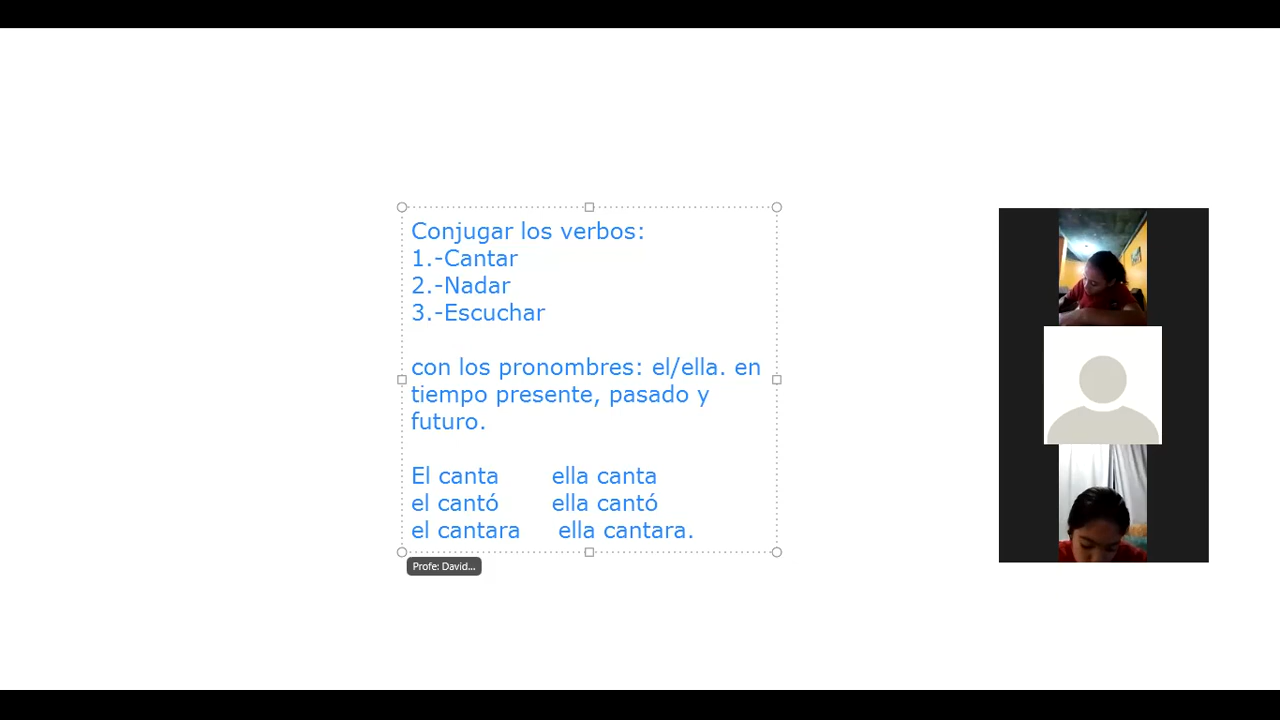 Conjugar los verbos:
1.-Cantar
2.-Nadar
3.-Escuchar
con los pronombres: el/ella. en
tiempo presente, pasado y
futuro.
El canta ella canta
el cantó ella cantó
el cantara ella cantara.
Profe: David...